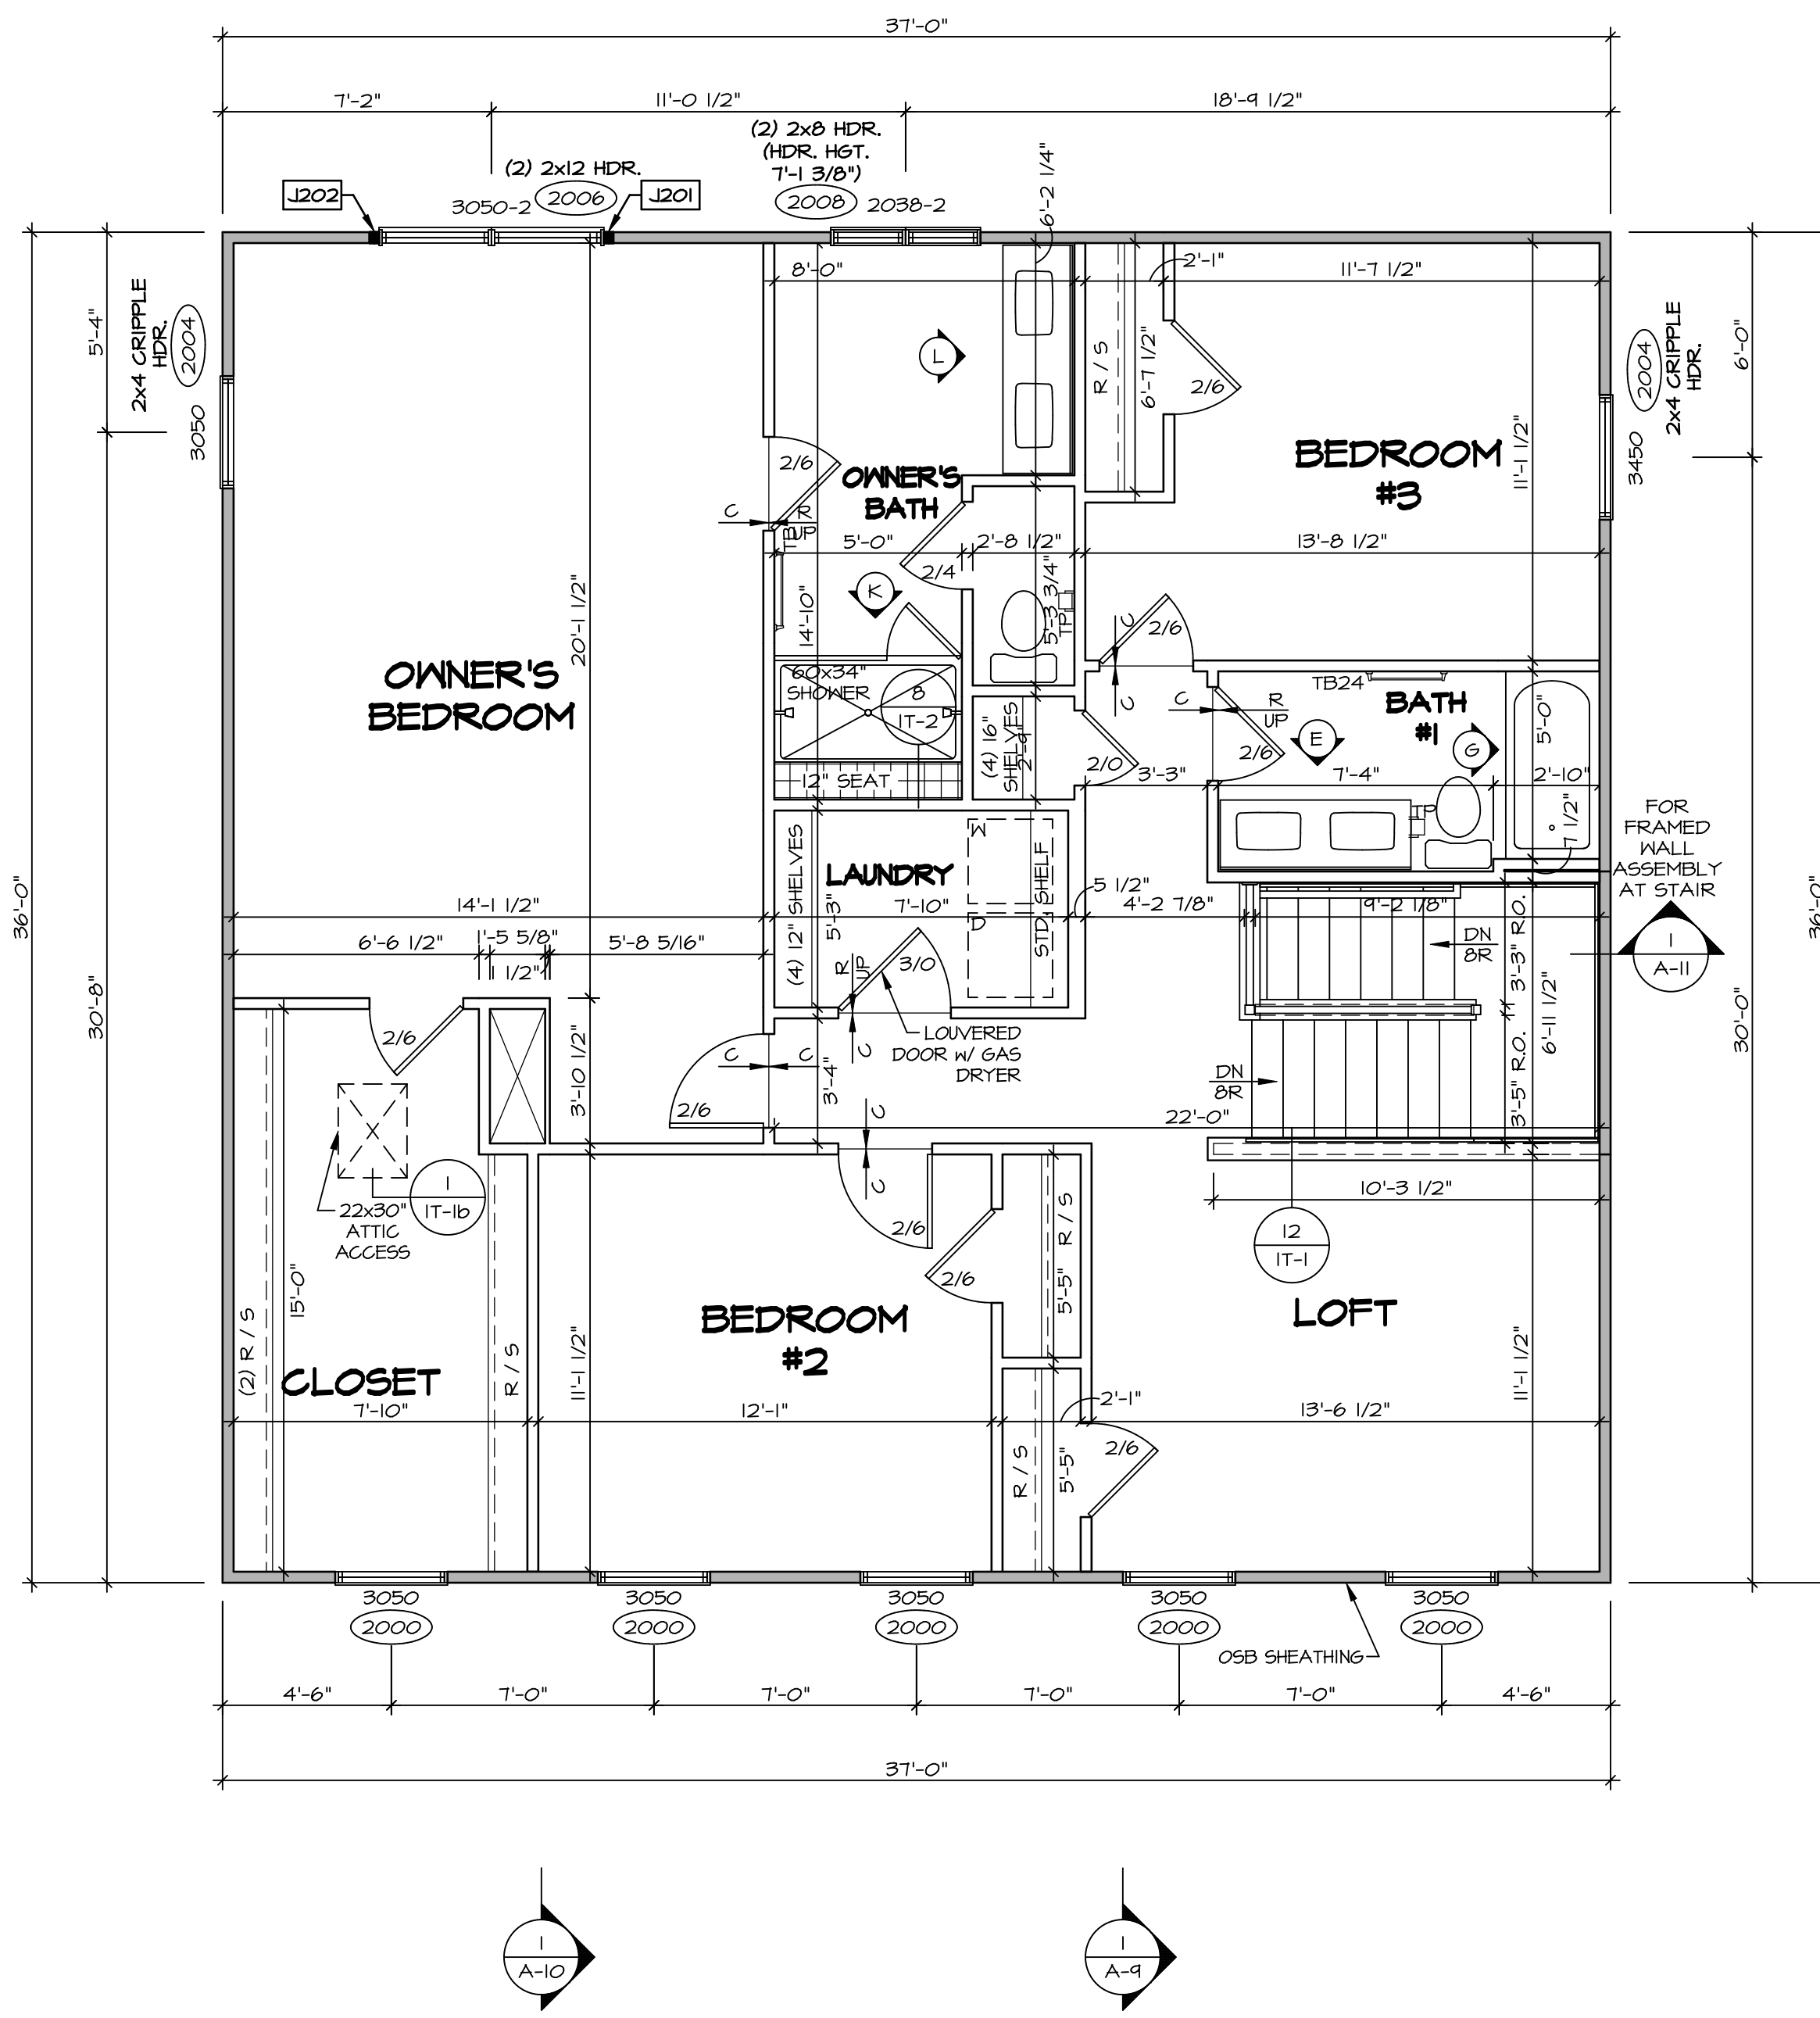 37'-0"
7'-2"
11'-0 1/2"
18'-9 1/2"
(2) 2x8 HDR.
(HDR. HGT.
7'-1 3/8")
(2) 2x12 HDR.
J202
3050-2
2006
J201
2008
2038-2
6'-2 1/4"
8'-0"
2'-1"
11'-7 1/2"
5'-4"
2x4 CRIPPLE
HDR.
2004
3050
L
R / S
6'-7 1/2"
2/6
2004
2x4 CRIPPLE
HDR.
3450
6'-0"
BEDROOM
#3
11'-1 1/2"
2/6
OWNER'S
BATH
C
R
UP
TB
5'-0"
2'-8 1/2"
13'-8 1/2"
2/4
K
14'-10"
5'-3 3/4"
TP
C
2/6
20'-1 1/2"
OWNER'S
BEDROOM
60x34"
SHOWER
8
1T-2
(4) 16"
SHELVES
2'-9"
C
C
R
UP
TB24
BATH
#1
5'-0"
E
G
2/6
2/0
3'-3"
7'-4"
2'-10"
12" SEAT
TP
7 1/2"
FOR
FRAMED
WALL
ASSEMBLY
AT STAIR
W
LAUNDRY
(4) 12" SHELVES
STD. SHELF
D
5 1/2"
36'-0"
14'-1 1/2"
5'-3"
7'-10"
4'-2 7/8"
9'-2 1/8"
36'-0"
6'-6 1/2"
1'-5 5/8"
5'-8 5/16"
1 1/2"
R
UP
3/0
DN
8R
3'-3" R.O.
1
A-11
30'-8"
2/6
LOUVERED
DOOR W/ GAS
DRYER
6'-11 1/2"
30'-0"
C
C
C
3'-10 1/2"
3'-4"
2/6
C
DN
8R
3'-5" R.O.
22'-0"
C
1
1T-1b
22x30"
ATTIC
ACCESS
2/6
R / S
10'-3 1/2"
12
1T-1
2/6
15'-0"
5'-5"
LOFT
BEDROOM
#2
(2) R / S
CLOSET
R / S
11'-1 1/2"
11'-1 1/2"
7'-10"
12'-1"
2'-1"
13'-6 1/2"
R / S
5'-5"
2/6
3050
3050
3050
3050
3050
2000
2000
2000
2000
2000
OSB SHEATHING
4'-6"
7'-0"
7'-0"
7'-0"
7'-0"
4'-6"
37'-0"
1
A-10
1
A-9